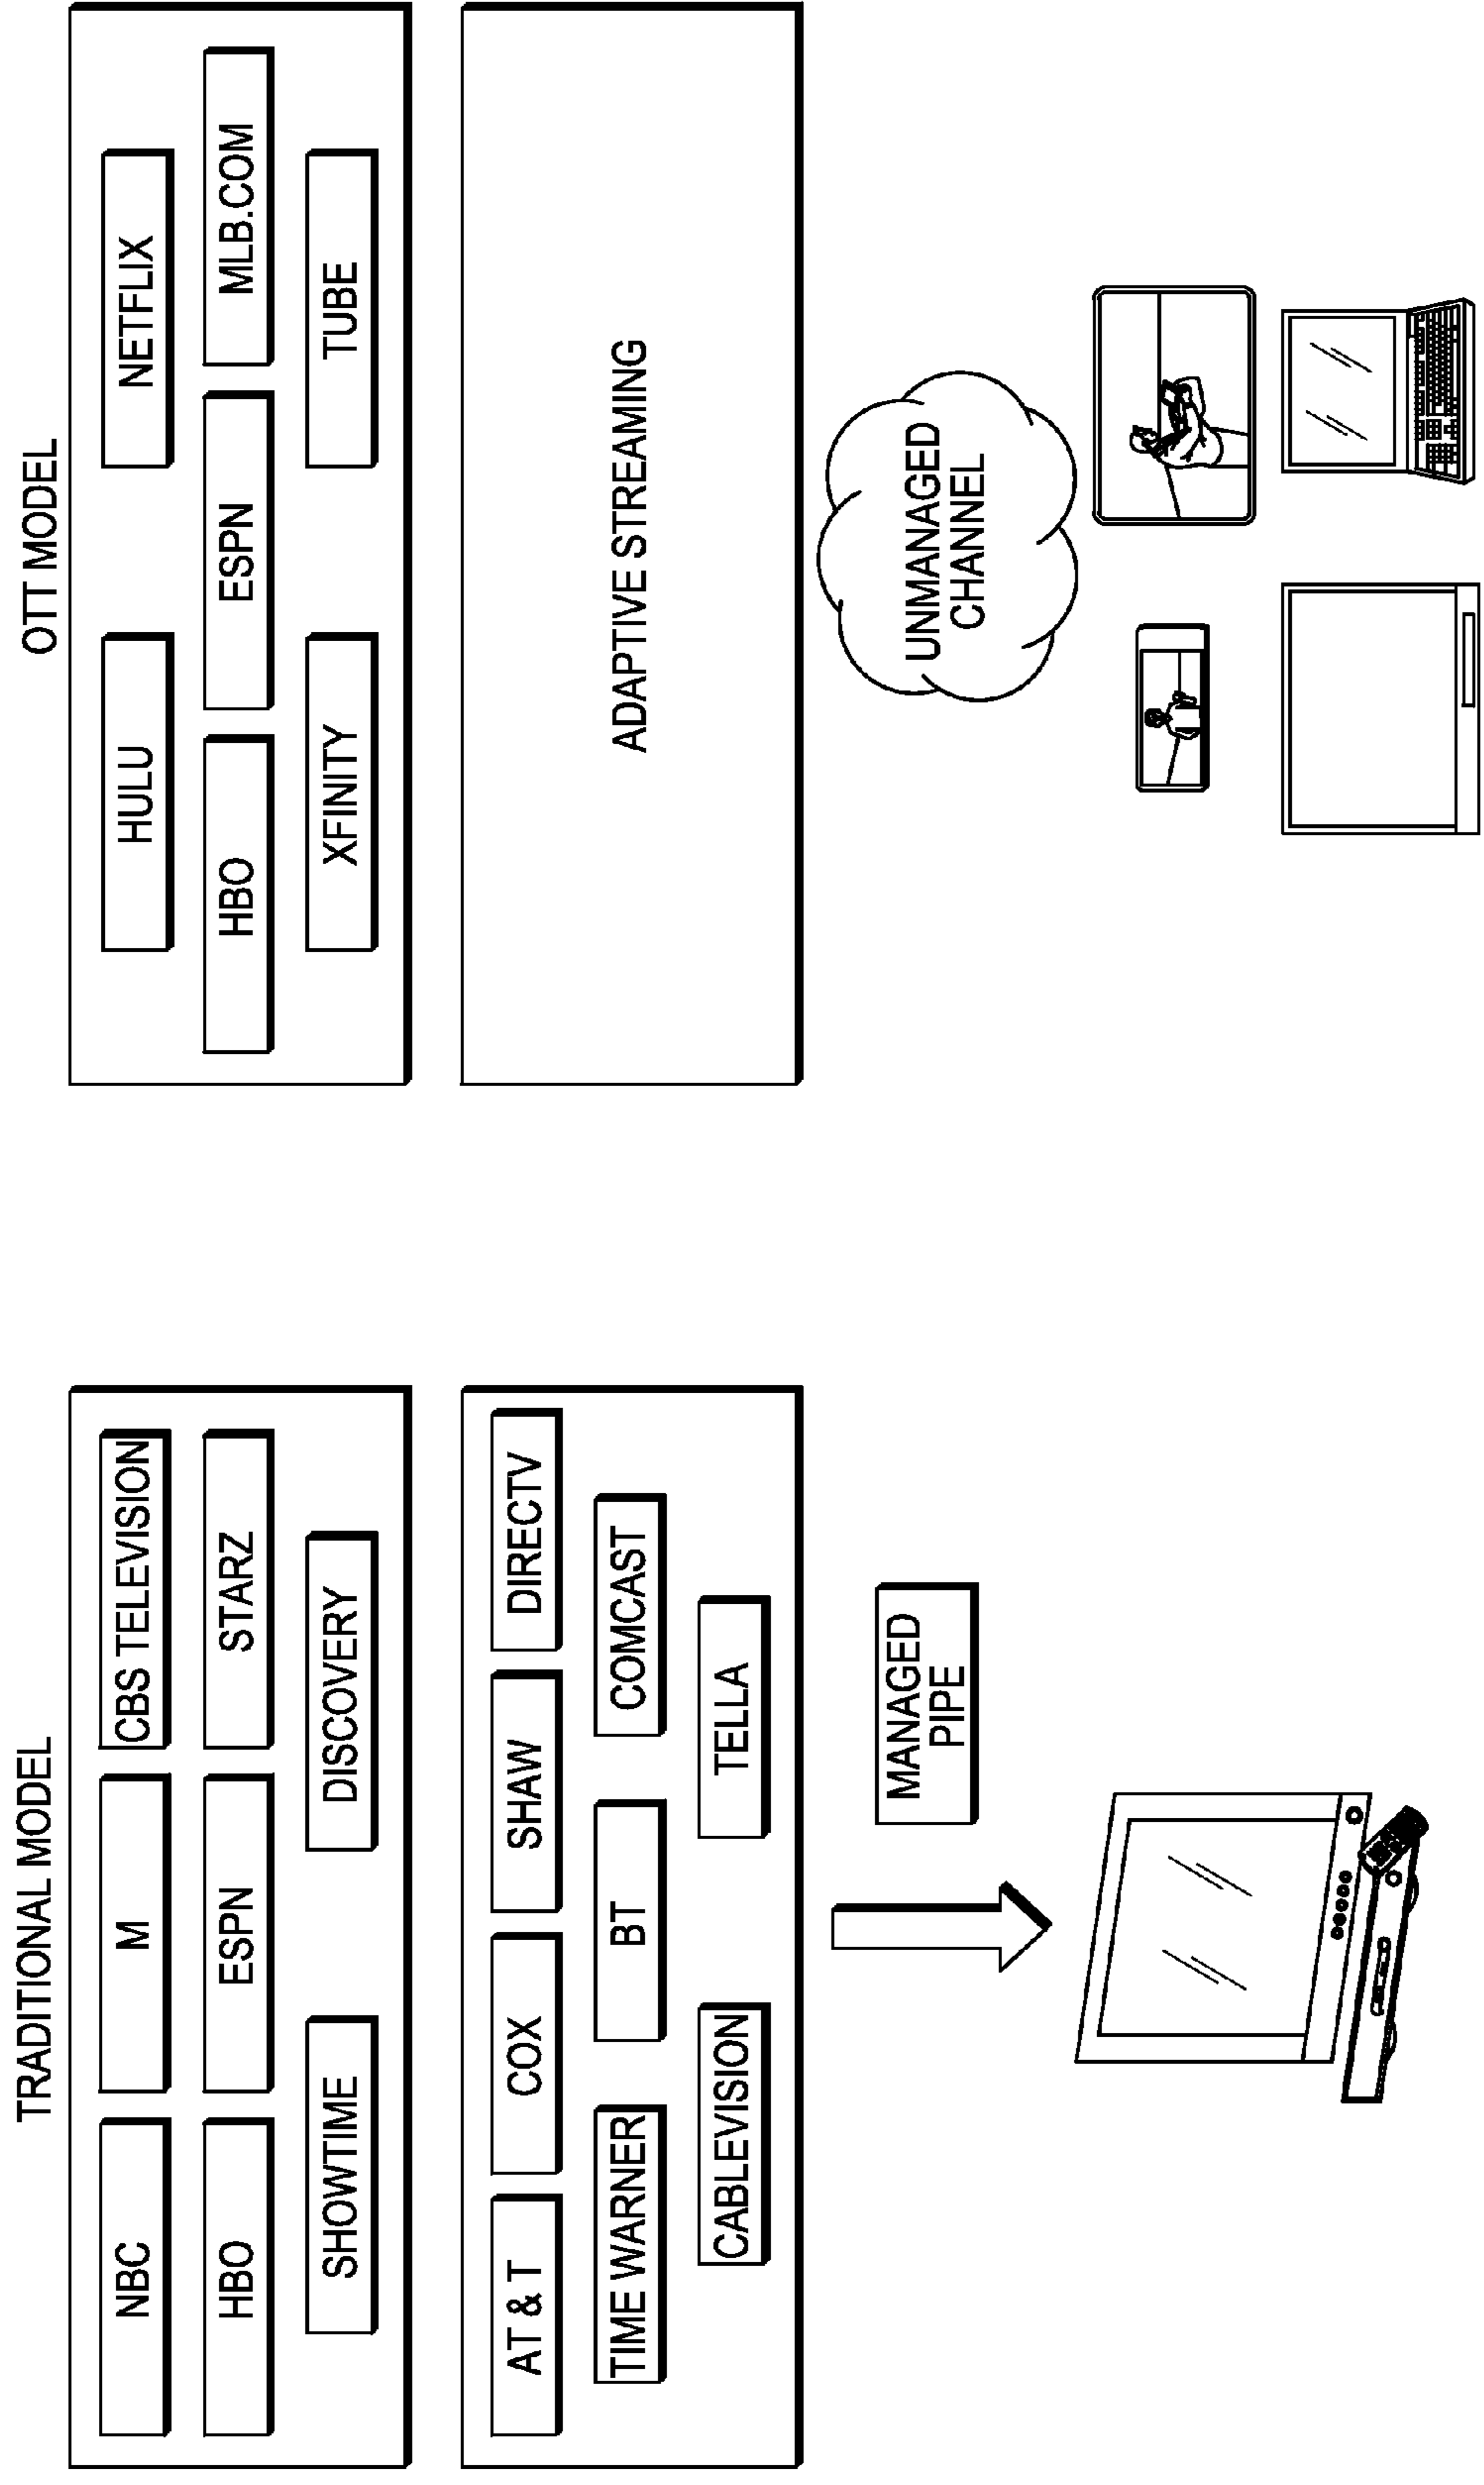 TRADITIONAL MODEL
NBC
M
CBS TELEVISION
HBO
ESPN
STARZ
SHOWTIME
DISCOVERY
AT & T
COX
SHAW
DIRECTV
TIME WARNER
BT
COMCAST
CABLEVISION
TELLA
MANAGED
PIPE
OTT MODEL
HULU
NETFLIX
HBO
ESPN
MLB.COM
XFINITY
TUBE
ADAPTIVE STREAMING
UNMANAGED
CHANNEL